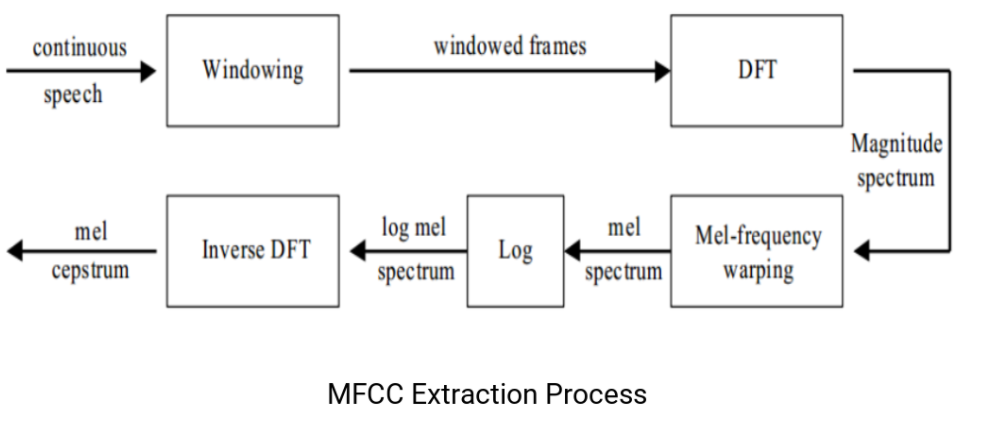 continuous
speech
Windowing
windowed frames
DFT
Magnitude
spectrum
Mel-frequency
warping
mel
spectrum
Log
log mel
spectrum
Inverse DFT
mel
cepstrum
MFCC Extraction Process